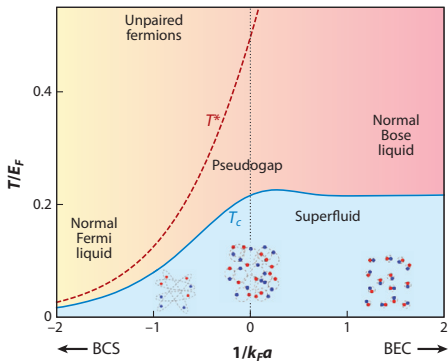 Unpaired
fermions
0.4
T*
Normal
Bose
liquid
T/E_F
Pseudogap
0.2
T_c
Superfluid
Normal
Fermi
liquid
0
−2
−1
0
1
2
← BCS
1/k_Fa
BEC →